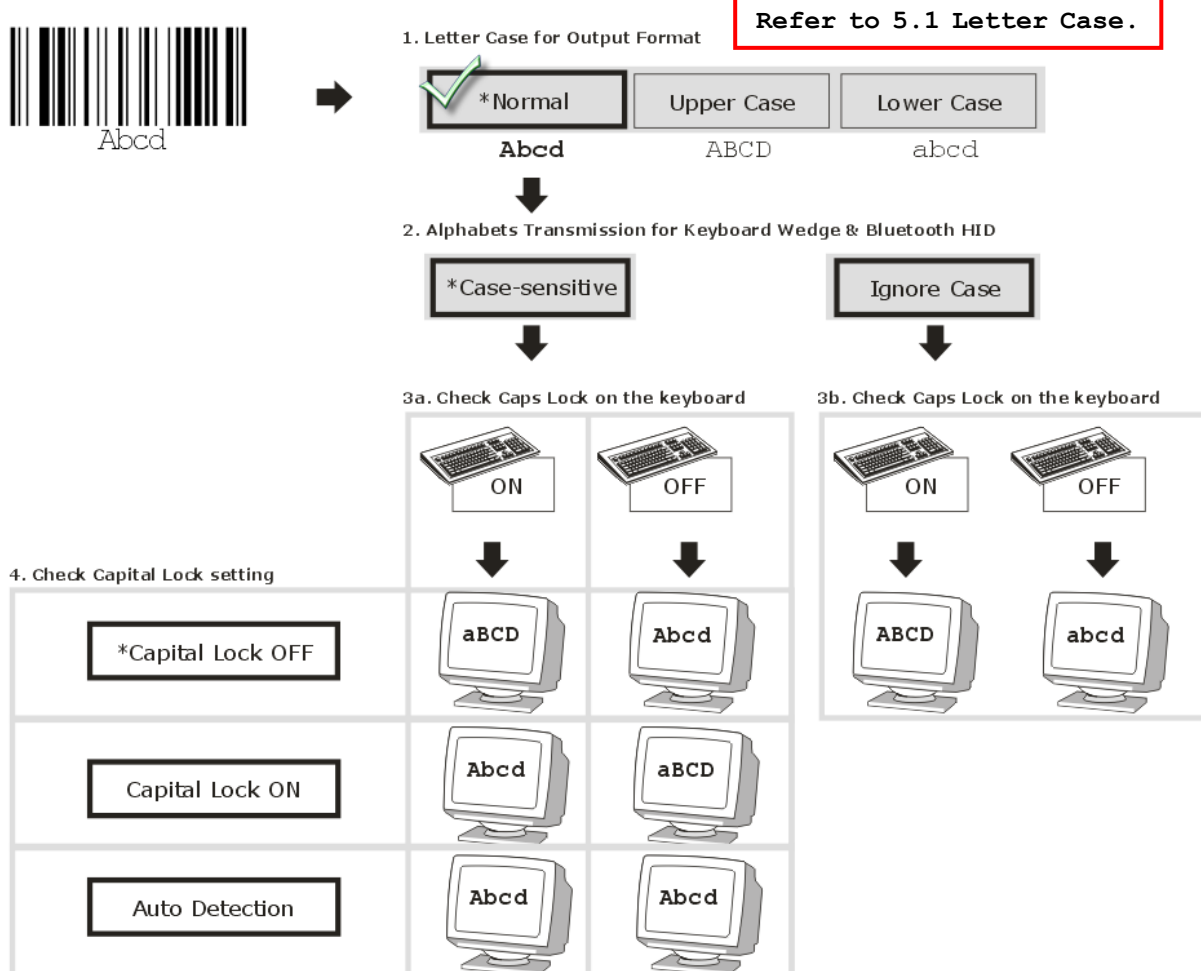 Refer to 5.1 Letter Case.
1. Letter Case for Output Format
*Normal Upper Case Lower Case
Abcd
Abcd ABCD abcd
2. Alphabets Transmission for Keyboard Wedge & Bluetooth HID
*Case-sensitive Ignore Case
3a. Check Caps Lock on the keyboard 3b. Check Caps Lock on the keyboard
ON OFF ON OFF
4. Check Capital Lock setting
*Capital Lock OFF aBCD Abcd ABCD abcd
Capital Lock ON Abcd aBCD
Auto Detection Abcd Abcd